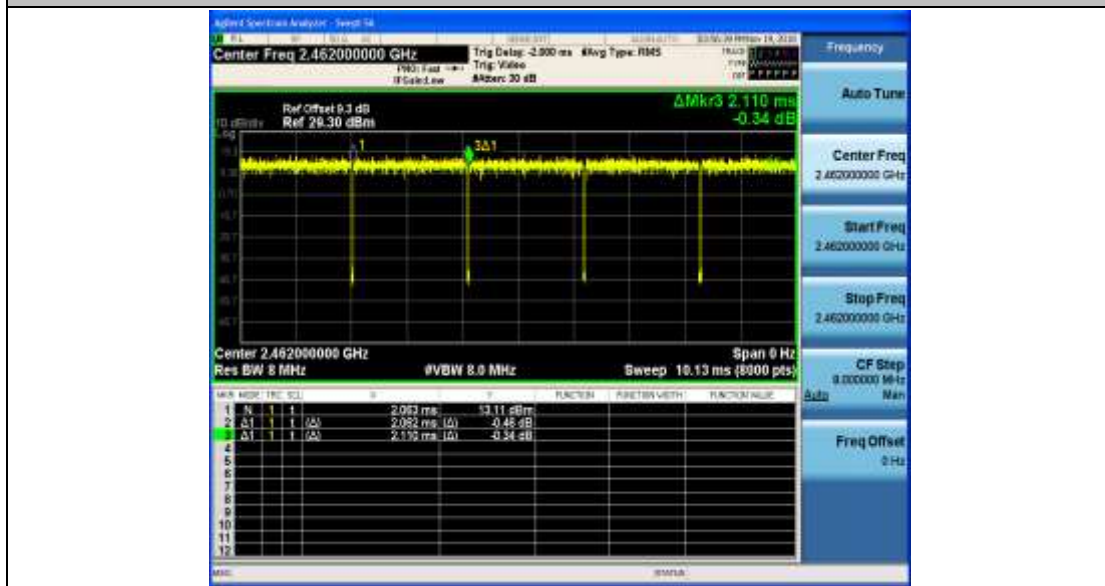 Agilent Spectrum Analyzer - Swept SA
Center Freq 2.462000000 GHz
PNO: Fast
IFGain:Low
Trig Delay: -2.000 ms
Trig: Video
#Atten: 30 dB
#Avg Type: RMS
Frequency
Auto Tune
Ref Offset 9.3 dB
Ref 29.30 dBm
10 dB/div
Log
ΔMkr3 2.110 ms
-0.34 dB
1
3Δ1
Center Freq
2.462000000 GHz
Start Freq
2.462000000 GHz
Stop Freq
2.462000000 GHz
CF Step
8.000000 MHz
Auto Man
Freq Offset
0 Hz
Center 2.462000000 GHz
Span 0 Hz
Res BW 8 MHz
#VBW 8.0 MHz
Sweep 10.13 ms (8000 pts)
MKR MODE TRC SCL X Y FUNCTION FUNCTION WIDTH FUNCTION VALUE
1 N 1 t 2.063 ms 13.11 dBm
2 Δ1 1 t (Δ) 2.062 ms (Δ) -0.46 dB
3 Δ1 1 t (Δ) 2.110 ms (Δ) -0.34 dB
4
5
6
7
8
9
10
11
12
MSG
STATUS